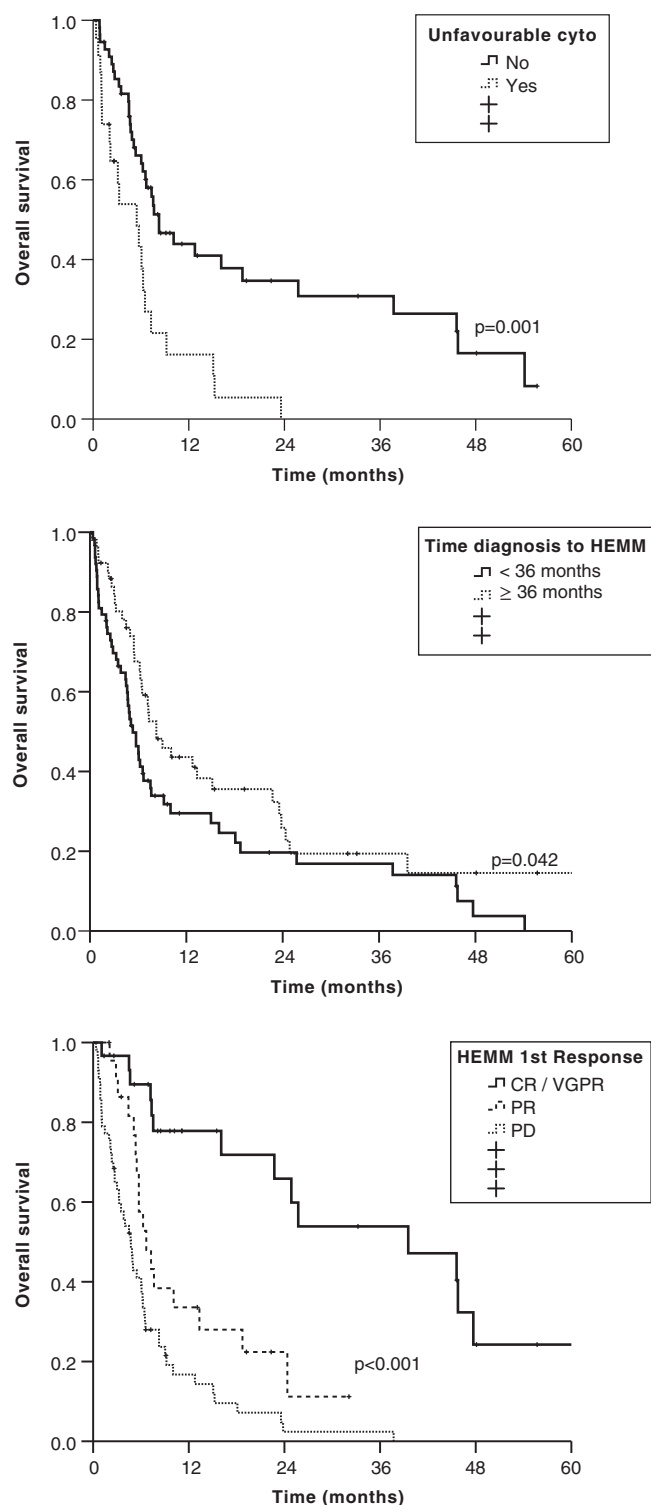 Unfavourable cyto
No
Yes
1.0
0.8
0.6
0.4
0.2
0.0
Overall survival
p=0.001
0 12 24 36 48 60
Time (months)
Time diagnosis to HEMM
< 36 months
≥ 36 months
1.0
0.8
0.6
0.4
0.2
0.0
Overall survival
p=0.042
0 12 24 36 48 60
Time (months)
HEMM 1st Response
CR / VGPR
PR
PD
1.0
0.8
0.6
0.4
0.2
0.0
Overall survival
p<0.001
0 12 24 36 48 60
Time (months)